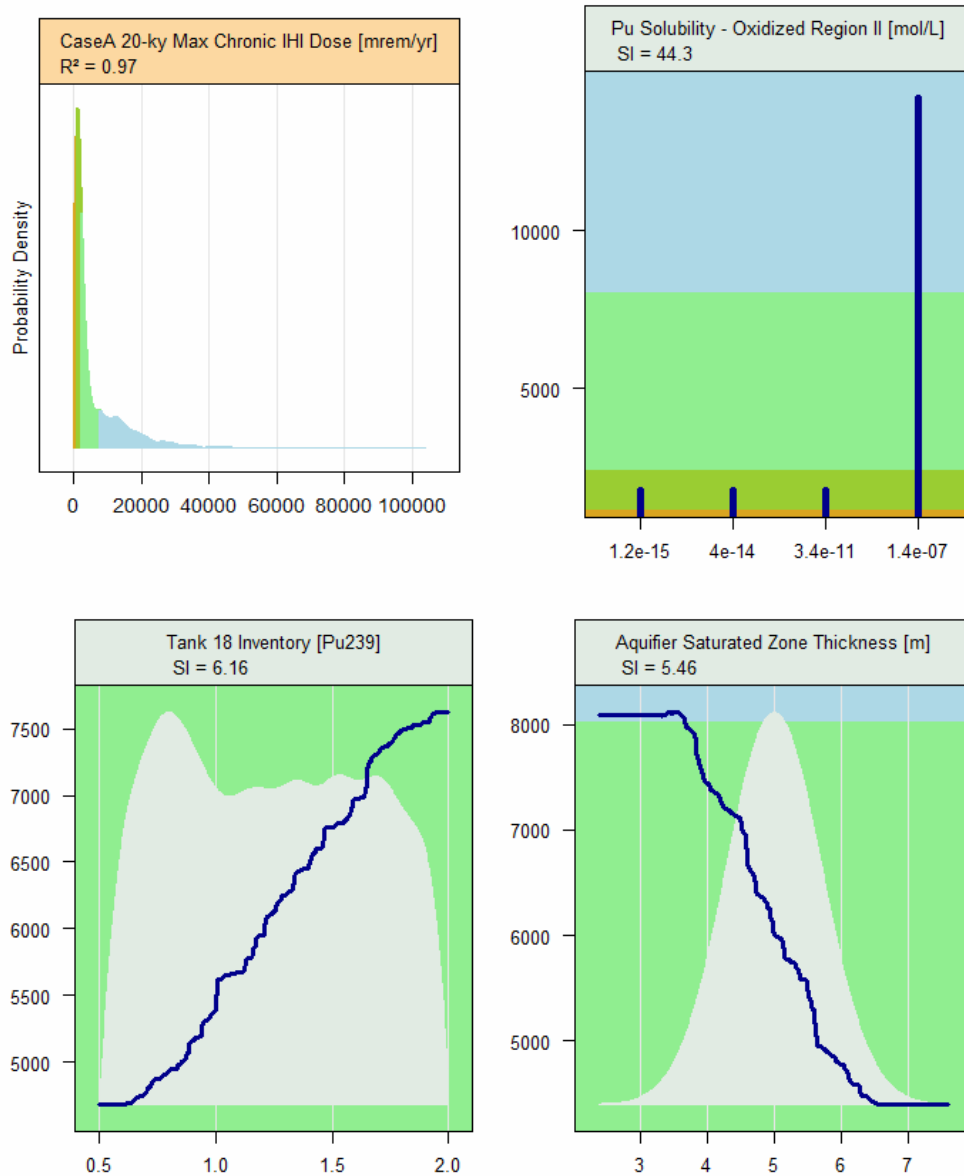 CaseA 20-ky Max Chronic IHI Dose [mrem/yr]
R² = 0.97
Probability Density
0 20000 40000 60000 80000 100000
Pu Solubility - Oxidized Region II [mol/L]
SI = 44.3
10000
5000
1.2e-15 4e-14 3.4e-11 1.4e-07
Tank 18 Inventory [Pu239]
SI = 6.16
7500
7000
6500
6000
5500
5000
0.5 1.0 1.5 2.0
Aquifier Saturated Zone Thickness [m]
SI = 5.46
8000
7000
6000
5000
3 4 5 6 7